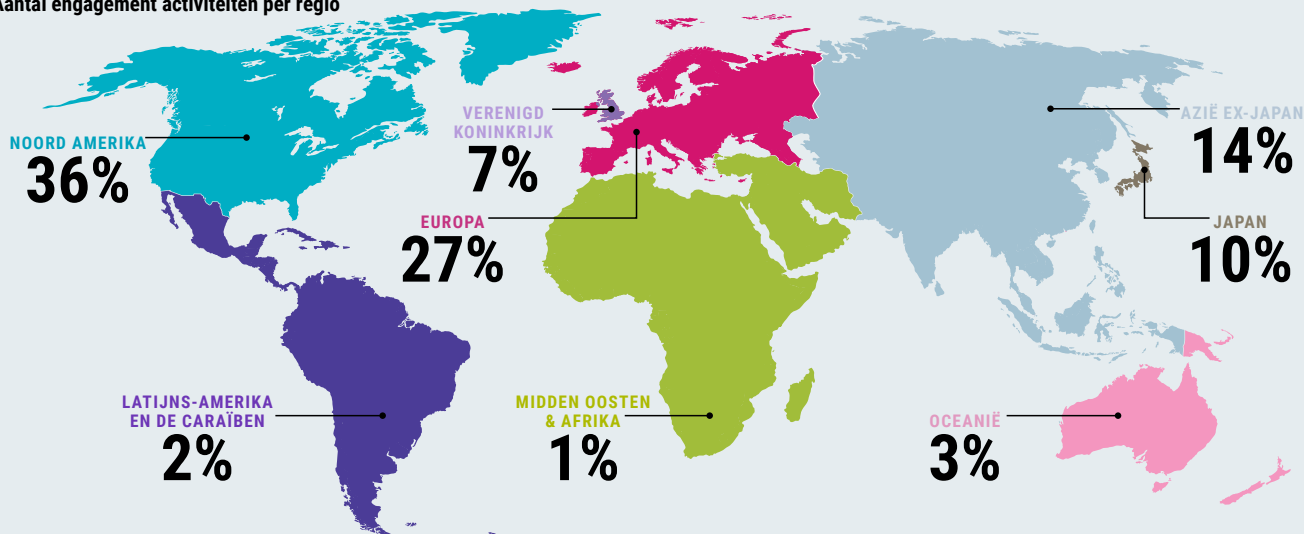 Aantal engagement activiteiten per regio
NOORD AMERIKA
36%
VERENIGD
KONINKRIJK
7%
EUROPA
27%
AZIË EX-JAPAN
14%
JAPAN
10%
LATIJNS-AMERIKA
EN DE CARAÏBEN
2%
MIDDEN OOSTEN
& AFRIKA
1%
OCEANIË
3%